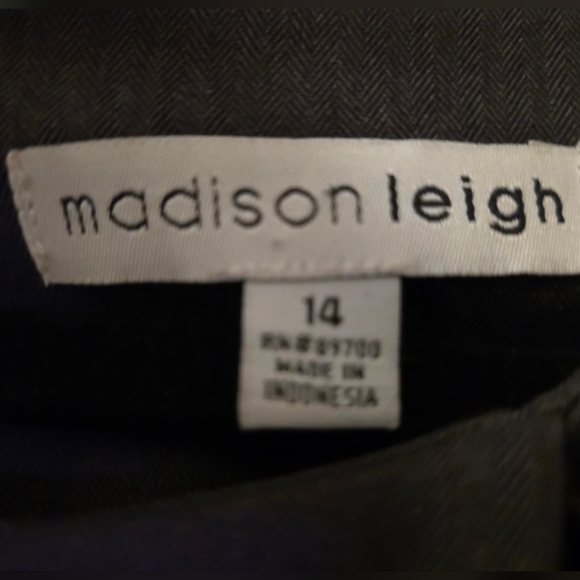 madison leigh
14
RN#89700
MADE IN
INDONESIA